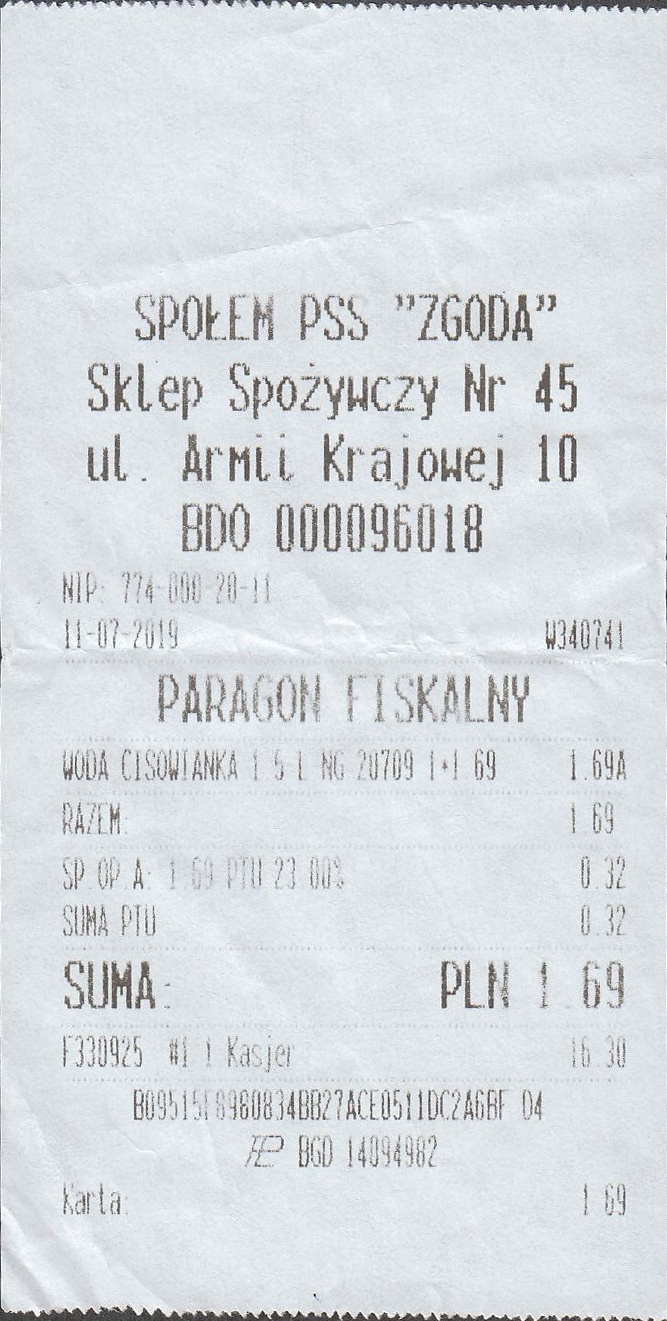 SPOŁEM PSS "ZGODA"
Sklep Spożywczy Nr 45
ul. Armii Krajowej 10
BDO 000096018
NIP: 774-000-20-11
11-07-2019 W340741
PARAGON FISKALNY
WODA CISOWIANKA 1 5 L NG 20709 1*1.69 1.69A
RAZEM: 1.69
SP.OP.A: 1.69 PTU 23.00% 0.32
SUMA PTU 0.32
SUMA: PLN 1.69
F330925 #1 1 Kasjer 16:30
BGD 14094982
Karta: 1.69